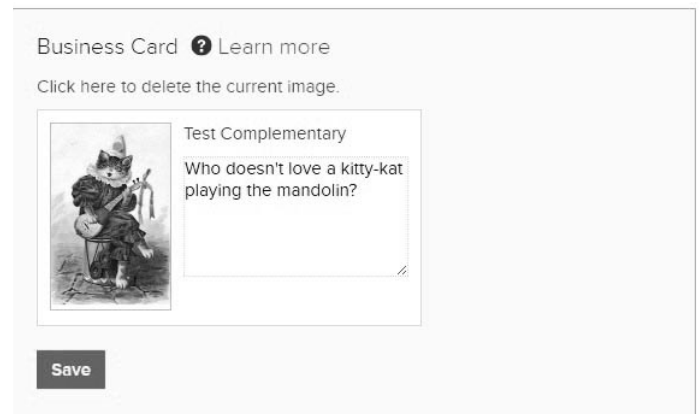 Business Card ? Learn more
Click here to delete the current image.
Test Complementary
Who doesn't love a kitty-kat
playing the mandolin?
Save